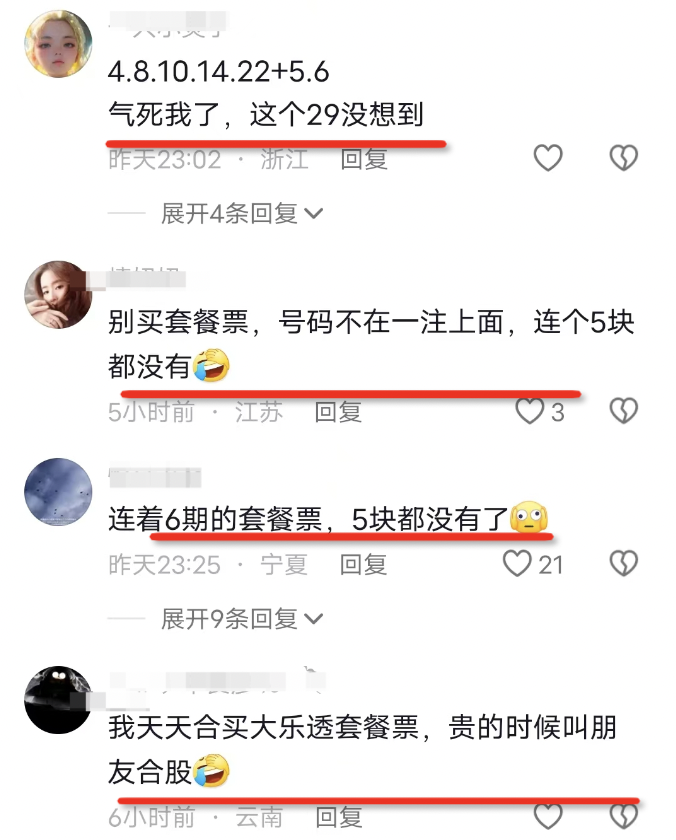 4.8.10.14.22+5.6
气死我了，这个29没想到
昨天23:02 · 浙江 回复
展开4条回复
别买套餐票，号码不在一注上面，连个5块
都没有🤣
5小时前 · 江苏 回复 3
连着6期的套餐票，5块都没有了
昨天23:25 · 宁夏 回复 21
展开9条回复
我天天合买大乐透套餐票，贵的时候叫朋
友合股🤣
6小时前 · 云南 回复